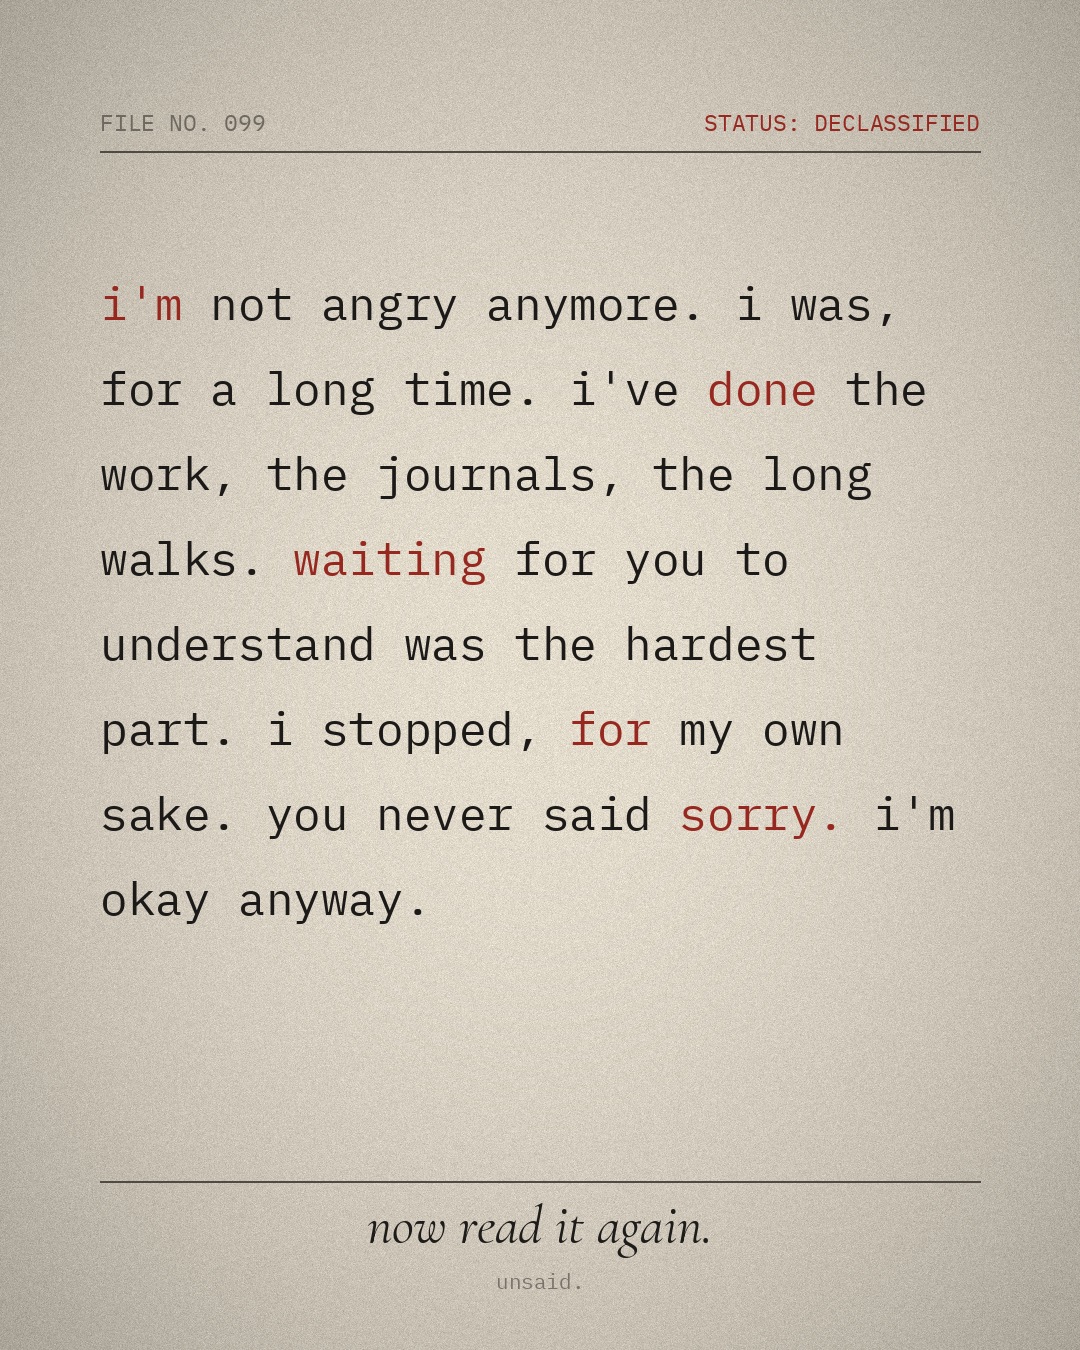 FILE NO. 099
STATUS: DECLASSIFIED
i'm not angry anymore. i was,
for a long time. i've done the
work, the journals, the long
walks. waiting for you to
understand was the hardest
part. i stopped, for my own
sake. you never said sorry. i'm
okay anyway.
now read it again.
unsaid.